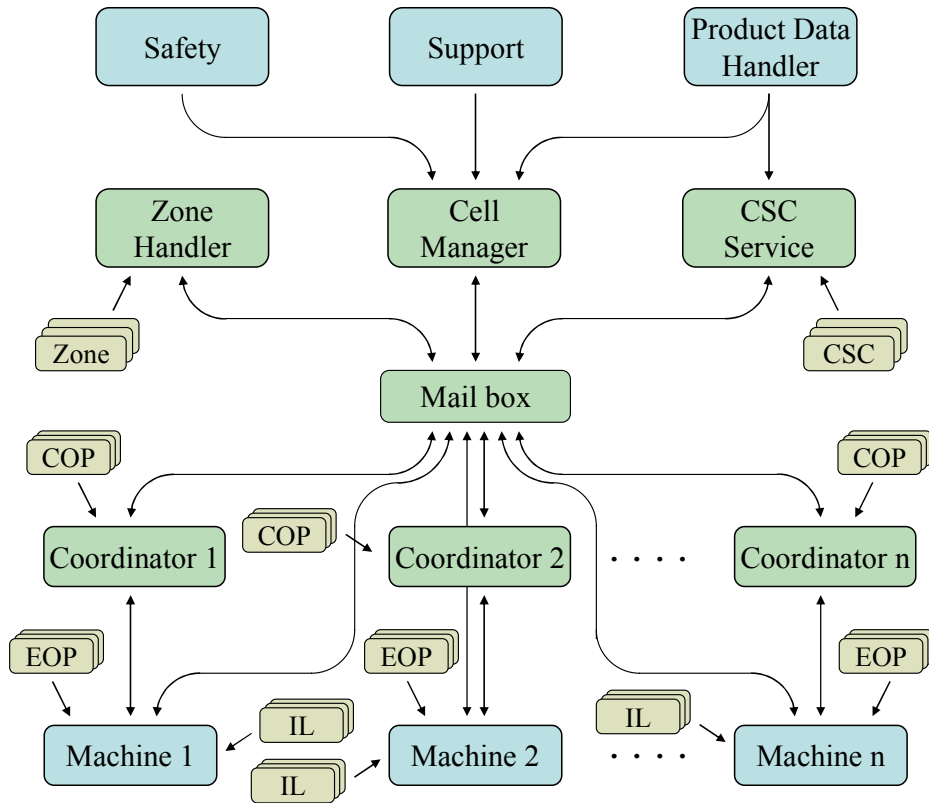 Safety
Support
Product Data
Handler
Zone
Handler
Cell
Manager
CSC
Service
Zone
CSC
Mail box
COP
COP
COP
Coordinator 1
Coordinator 2
. . . .
Coordinator n
EOP
EOP
EOP
IL
IL
IL
Machine 1
Machine 2
. . . .
Machine n